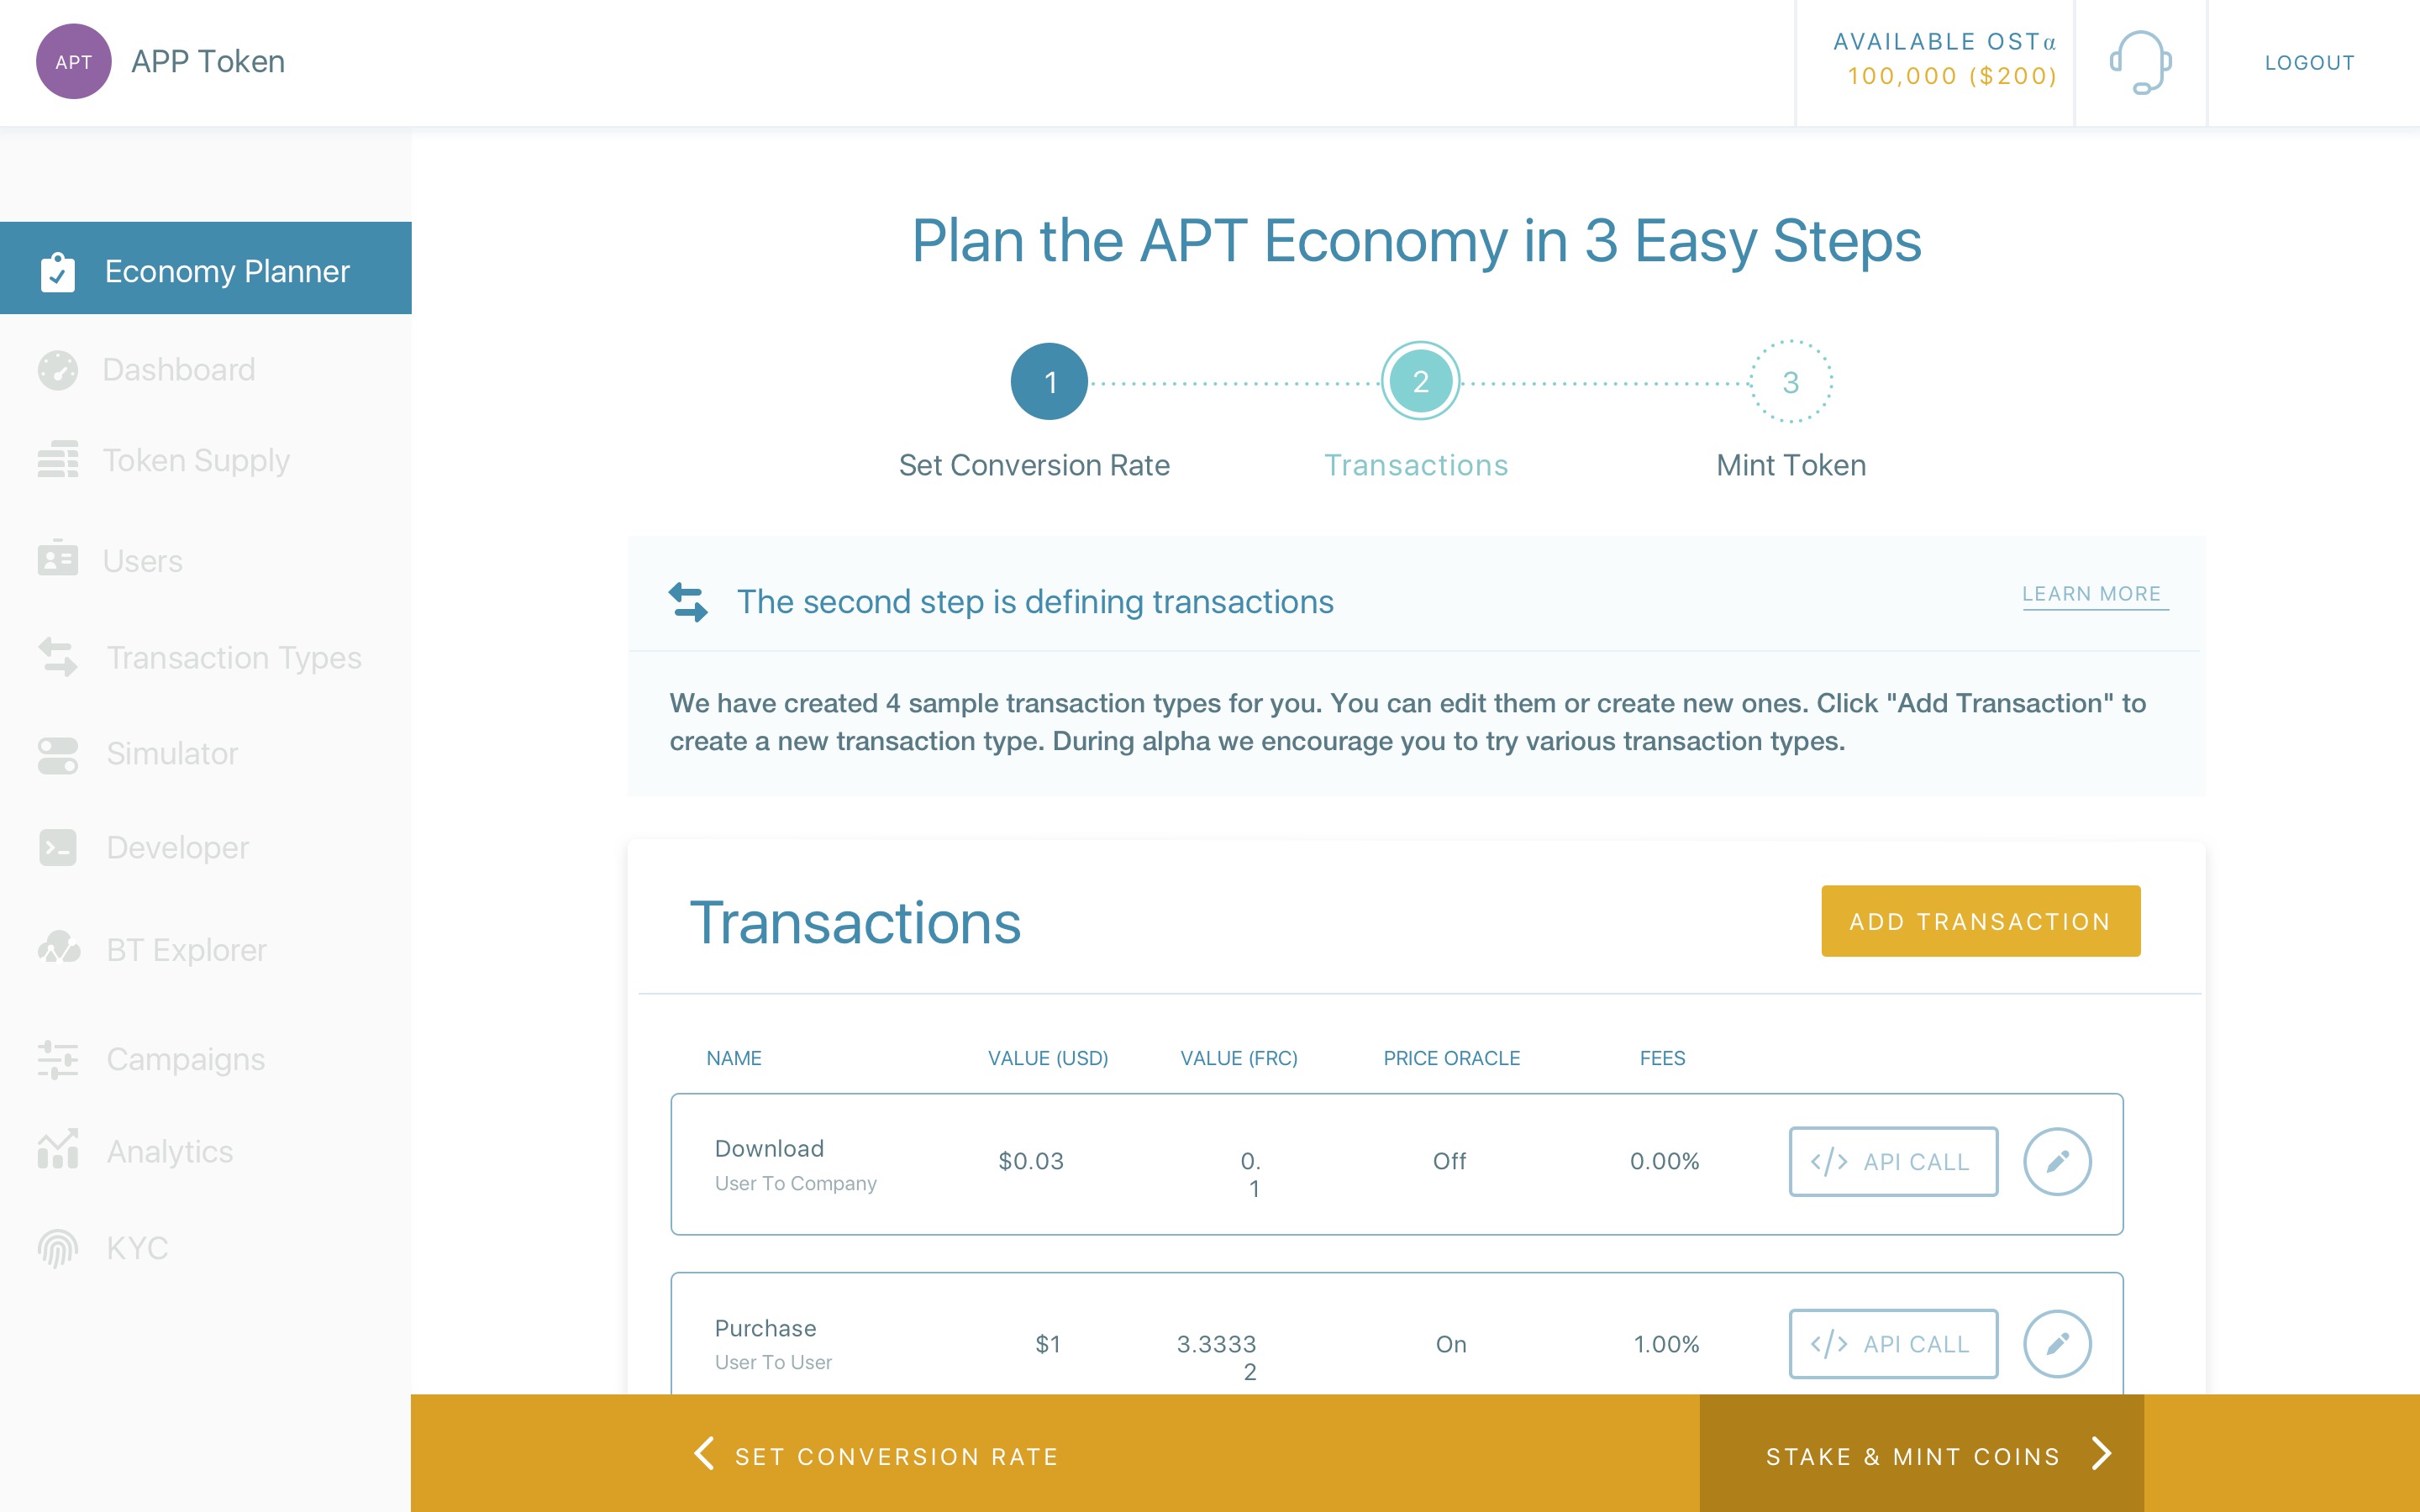 APT
APP Token
AVAILABLE OSTα
100,000 ($200)
LOGOUT
Economy Planner
Dashboard
Token Supply
Users
Transaction Types
Simulator
Developer
BT Explorer
Campaigns
Analytics
KYC
Plan the APT Economy in 3 Easy Steps
1
2
3
Set Conversion Rate
Transactions
Mint Token
The second step is defining transactions
LEARN MORE
We have created 4 sample transaction types for you. You can edit them or create new ones. Click "Add Transaction" to
create a new transaction type. During alpha we encourage you to try various transaction types.
Transactions
ADD TRANSACTION
NAME VALUE (USD) VALUE (FRC) PRICE ORACLE FEES
Download
User To Company
$0.03
0.
1
Off
0.00%
</> API CALL
Purchase
User To User
$1
3.3333
2
On
1.00%
</> API CALL
SET CONVERSION RATE
STAKE & MINT COINS